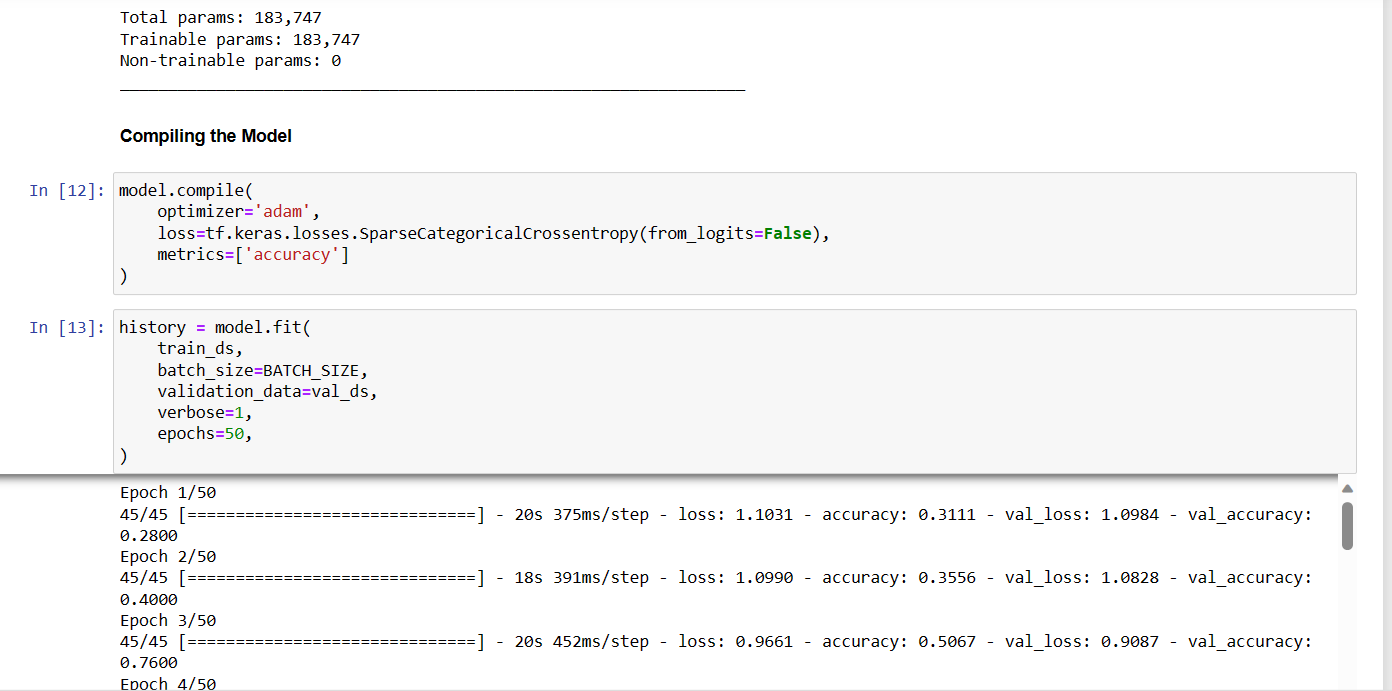 Total params: 183,747
Trainable params: 183,747
Non-trainable params: 0
_________________________________________________________________
Compiling the Model
In [12]: model.compile(
    optimizer='adam',
    loss=tf.keras.losses.SparseCategoricalCrossentropy(from_logits=False),
    metrics=['accuracy']
)
In [13]: history = model.fit(
    train_ds,
    batch_size=BATCH_SIZE,
    validation_data=val_ds,
    verbose=1,
    epochs=50,
)
Epoch 1/50
45/45 [==============================] - 20s 375ms/step - loss: 1.1031 - accuracy: 0.3111 - val_loss: 1.0984 - val_accuracy:
0.2800
Epoch 2/50
45/45 [==============================] - 18s 391ms/step - loss: 1.0990 - accuracy: 0.3556 - val_loss: 1.0828 - val_accuracy:
0.4000
Epoch 3/50
45/45 [==============================] - 20s 452ms/step - loss: 0.9661 - accuracy: 0.5067 - val_loss: 0.9087 - val_accuracy:
0.7600
Epoch 4/50